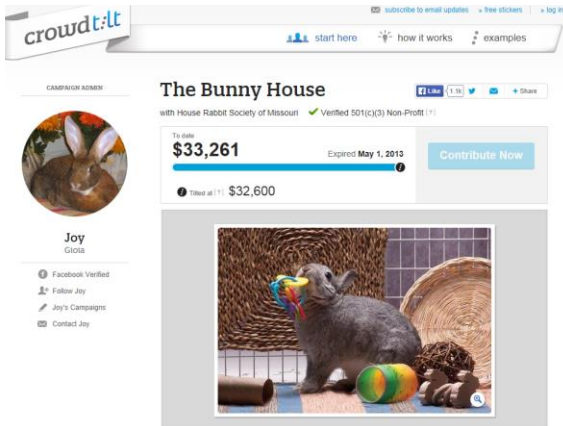 subscribe to email updates free stickers log in
crowdtilt
start here how it works examples
CAMPAIGN ADMIN
The Bunny House
Like 1.1k + Share
with House Rabbit Society of Missouri Verified 501(c)(3) Non-Profit [?]
To date
$33,261
Expired May 1, 2013
Contribute Now
Tilted at [?] $32,600
Joy
Gioia
Facebook Verified
Follow Joy
Joy's Campaigns
Contact Joy